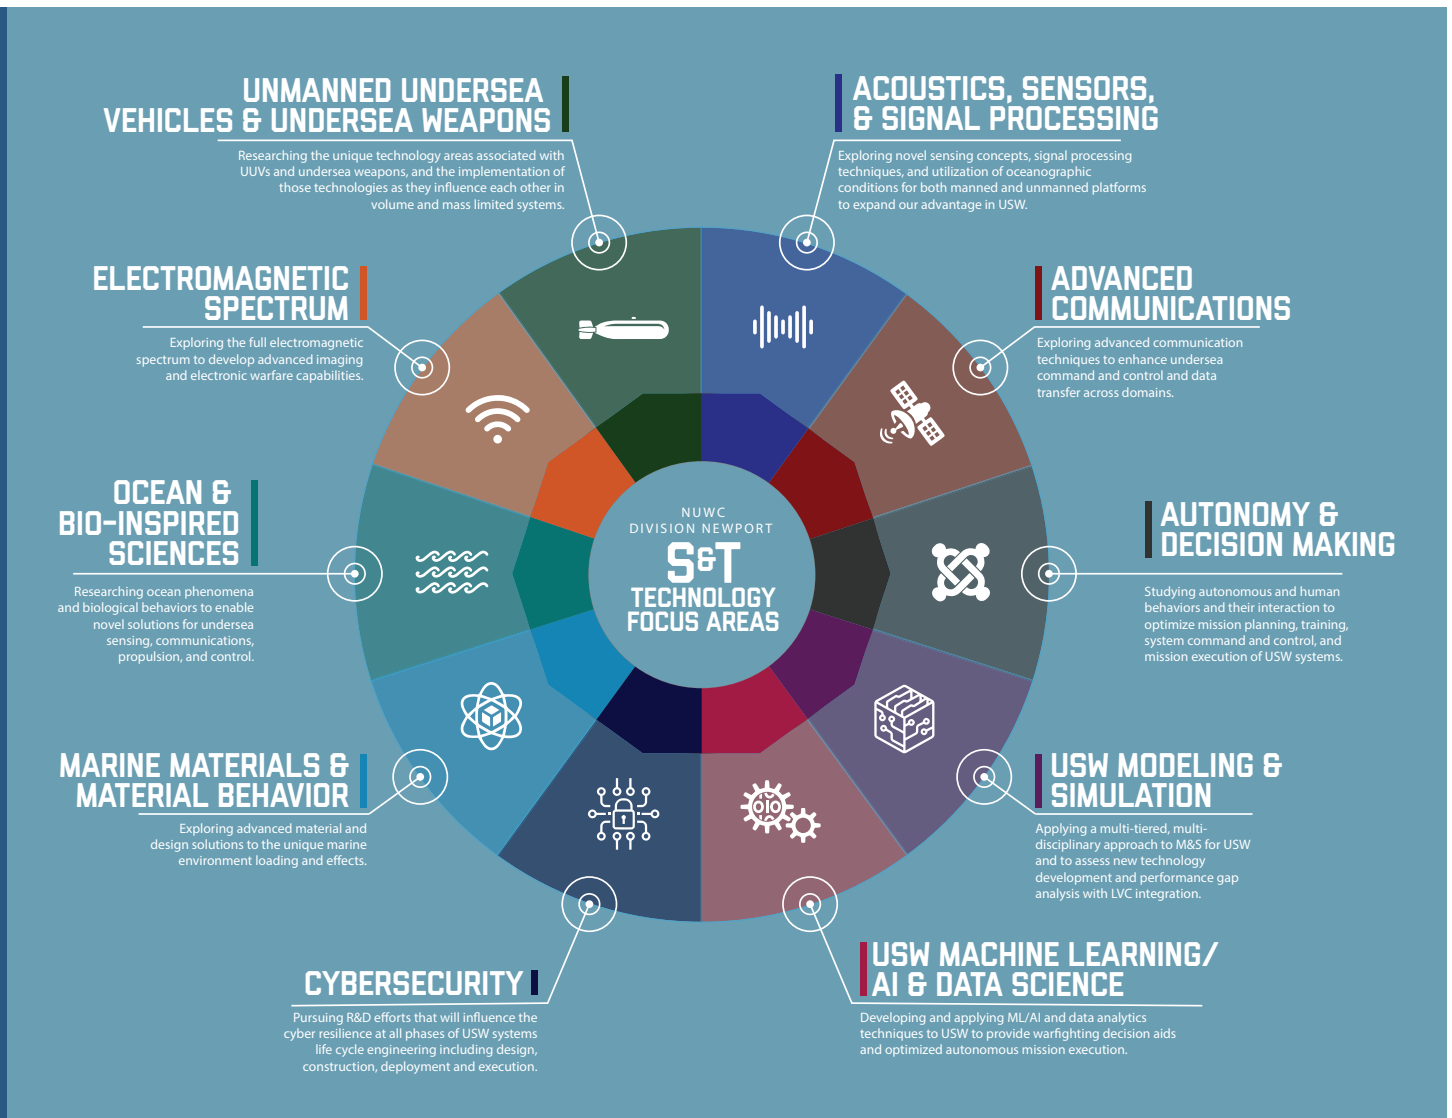 UNMANNED UNDERSEA
VEHICLES & UNDERSEA WEAPONS
Researching the unique technology areas associated with
UUVs and undersea weapons, and the implementation of
those technologies as they influence each other in
volume and mass limited systems.
ACOUSTICS, SENSORS,
& SIGNAL PROCESSING
Exploring novel sensing concepts, signal processing
techniques, and utilization of oceanographic
conditions for both manned and unmanned platforms
to expand our advantage in USW.
ELECTROMAGNETIC
SPECTRUM
Exploring the full electromagnetic
spectrum to develop advanced imaging
and electronic warfare capabilities.
ADVANCED
COMMUNICATIONS
Exploring advanced communication
techniques to enhance undersea
command and control and data
transfer across domains.
OCEAN &
BIO-INSPIRED
SCIENCES
Researching ocean phenomena
and biological behaviors to enable
novel solutions for undersea
sensing, communications,
propulsion, and control.
NUWC
DIVISION NEWPORT
S&T
TECHNOLOGY
FOCUS AREAS
AUTONOMY &
DECISION MAKING
Studying autonomous and human
behaviors and their interaction to
optimize mission planning, training,
system command and control, and
mission execution of USW systems.
MARINE MATERIALS &
MATERIAL BEHAVIOR
Exploring advanced material and
design solutions to the unique marine
environment loading and effects.
USW MODELING &
SIMULATION
Applying a multi-tiered, multi-
disciplinary approach to M&S for USW
and to assess new technology
development and performance gap
analysis with LVC integration.
010
CYBERSECURITY
Pursuing R&D efforts that will influence the
cyber resilience at all phases of USW systems
life cycle engineering including design,
construction, deployment and execution.
USW MACHINE LEARNING/
AI & DATA SCIENCE
Developing and applying ML/AI and data analytics
techniques to USW to provide warfighting decision aids
and optimized autonomous mission execution.